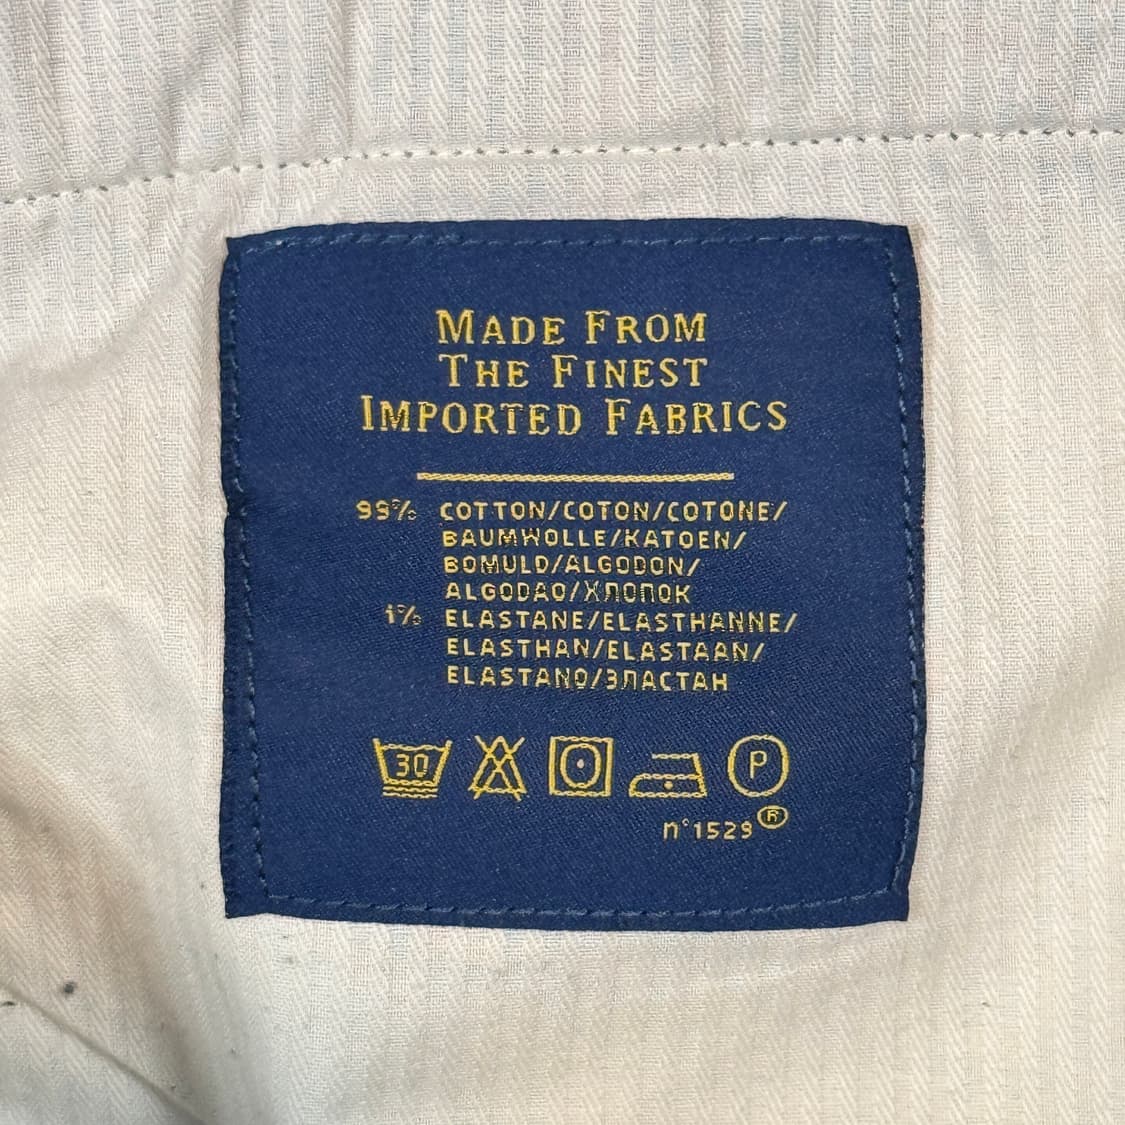 MADE FROM
THE FINEST
IMPORTED FABRICS
99% COTTON/COTON/COTONE/
BAUMWOLLE/KATOEN/
BOMULD/ALGODON/
ALGODAO/ХЛОПОК
1% ELASTANE/ELASTHANNE/
ELASTHAN/ELASTAAN/
ELASTANO/ЭЛАСТАН
30 P
n°1529®